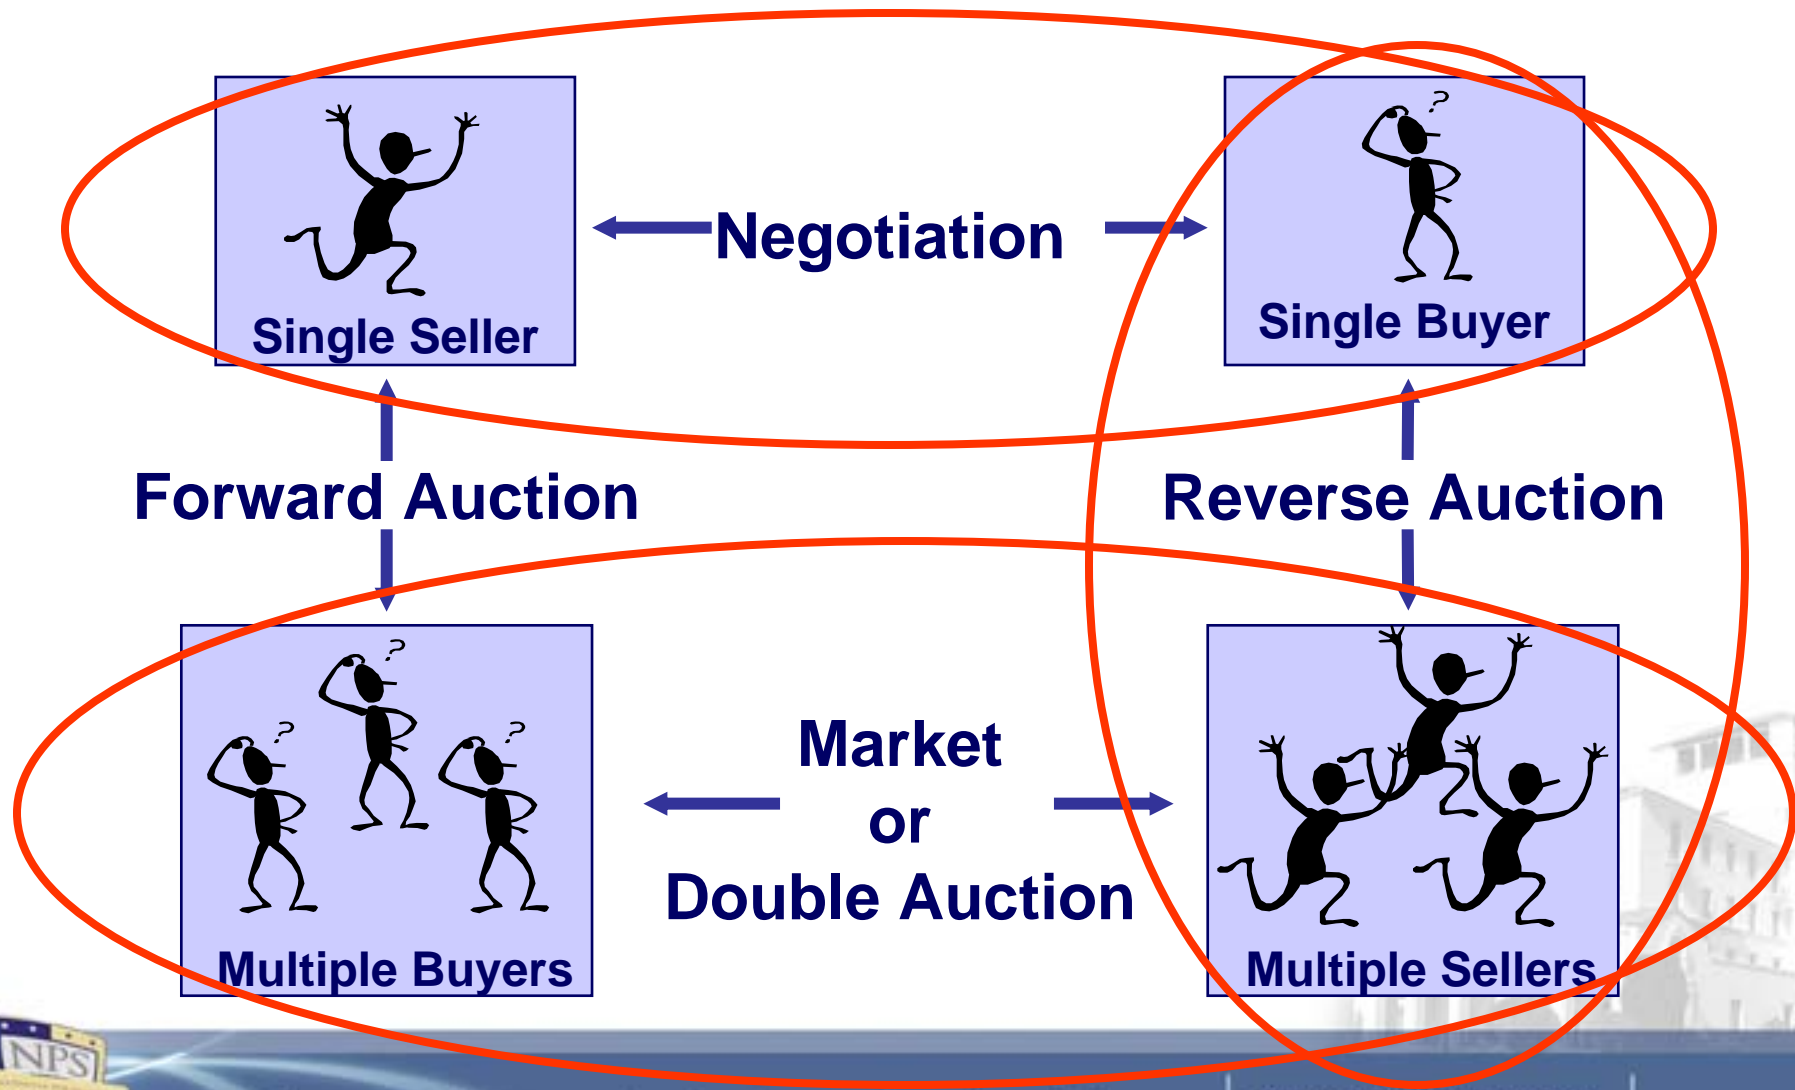 ?
Negotiation
Single Seller
Single Buyer
Forward Auction
Reverse Auction
?
?
?
Market
or
Double Auction
Multiple Buyers
Multiple Sellers
NPS